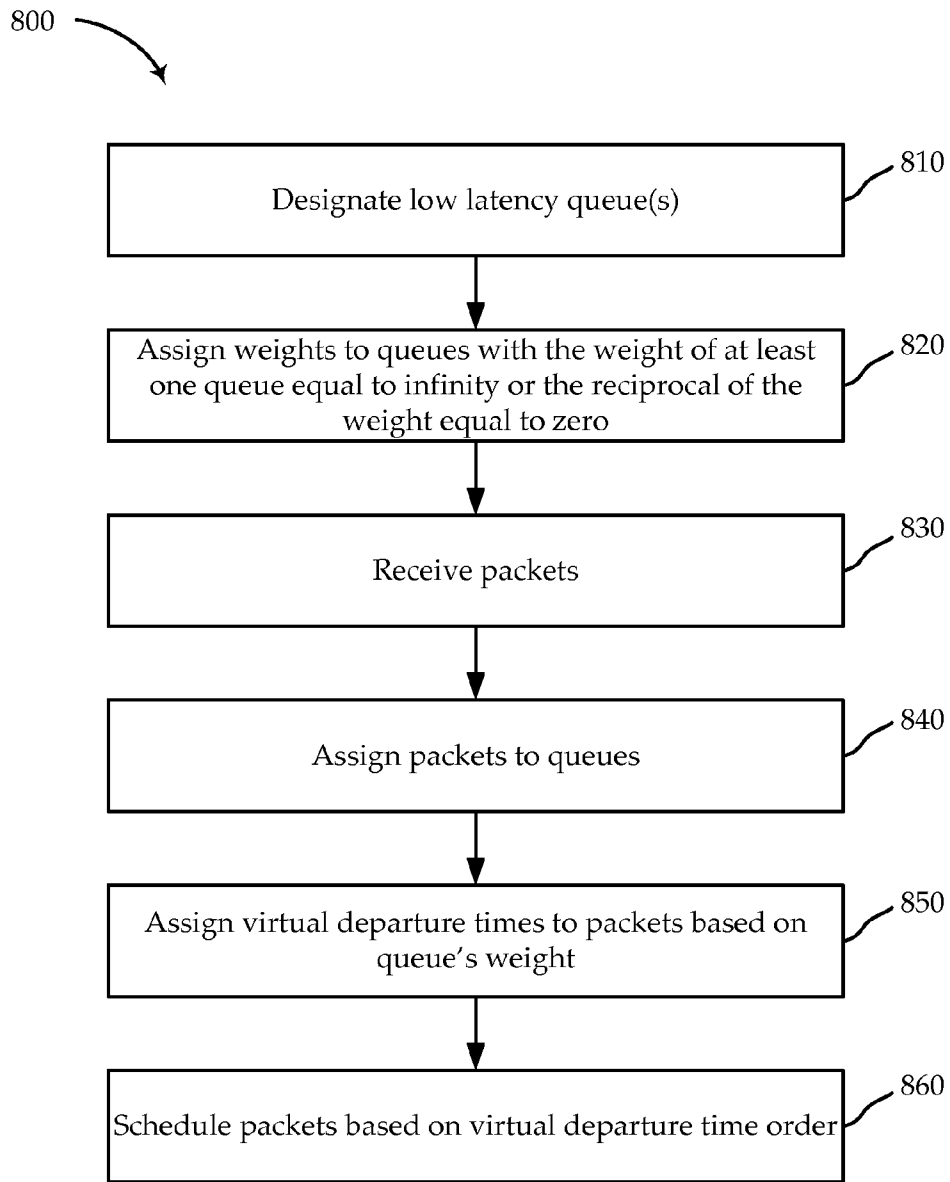 800
810
Designate low latency queue(s)
820
Assign weights to queues with the weight of at least
one queue equal to infinity or the reciprocal of the
weight equal to zero
830
Receive packets
840
Assign packets to queues
850
Assign virtual departure times to packets based on
queue's weight
860
Schedule packets based on virtual departure time order